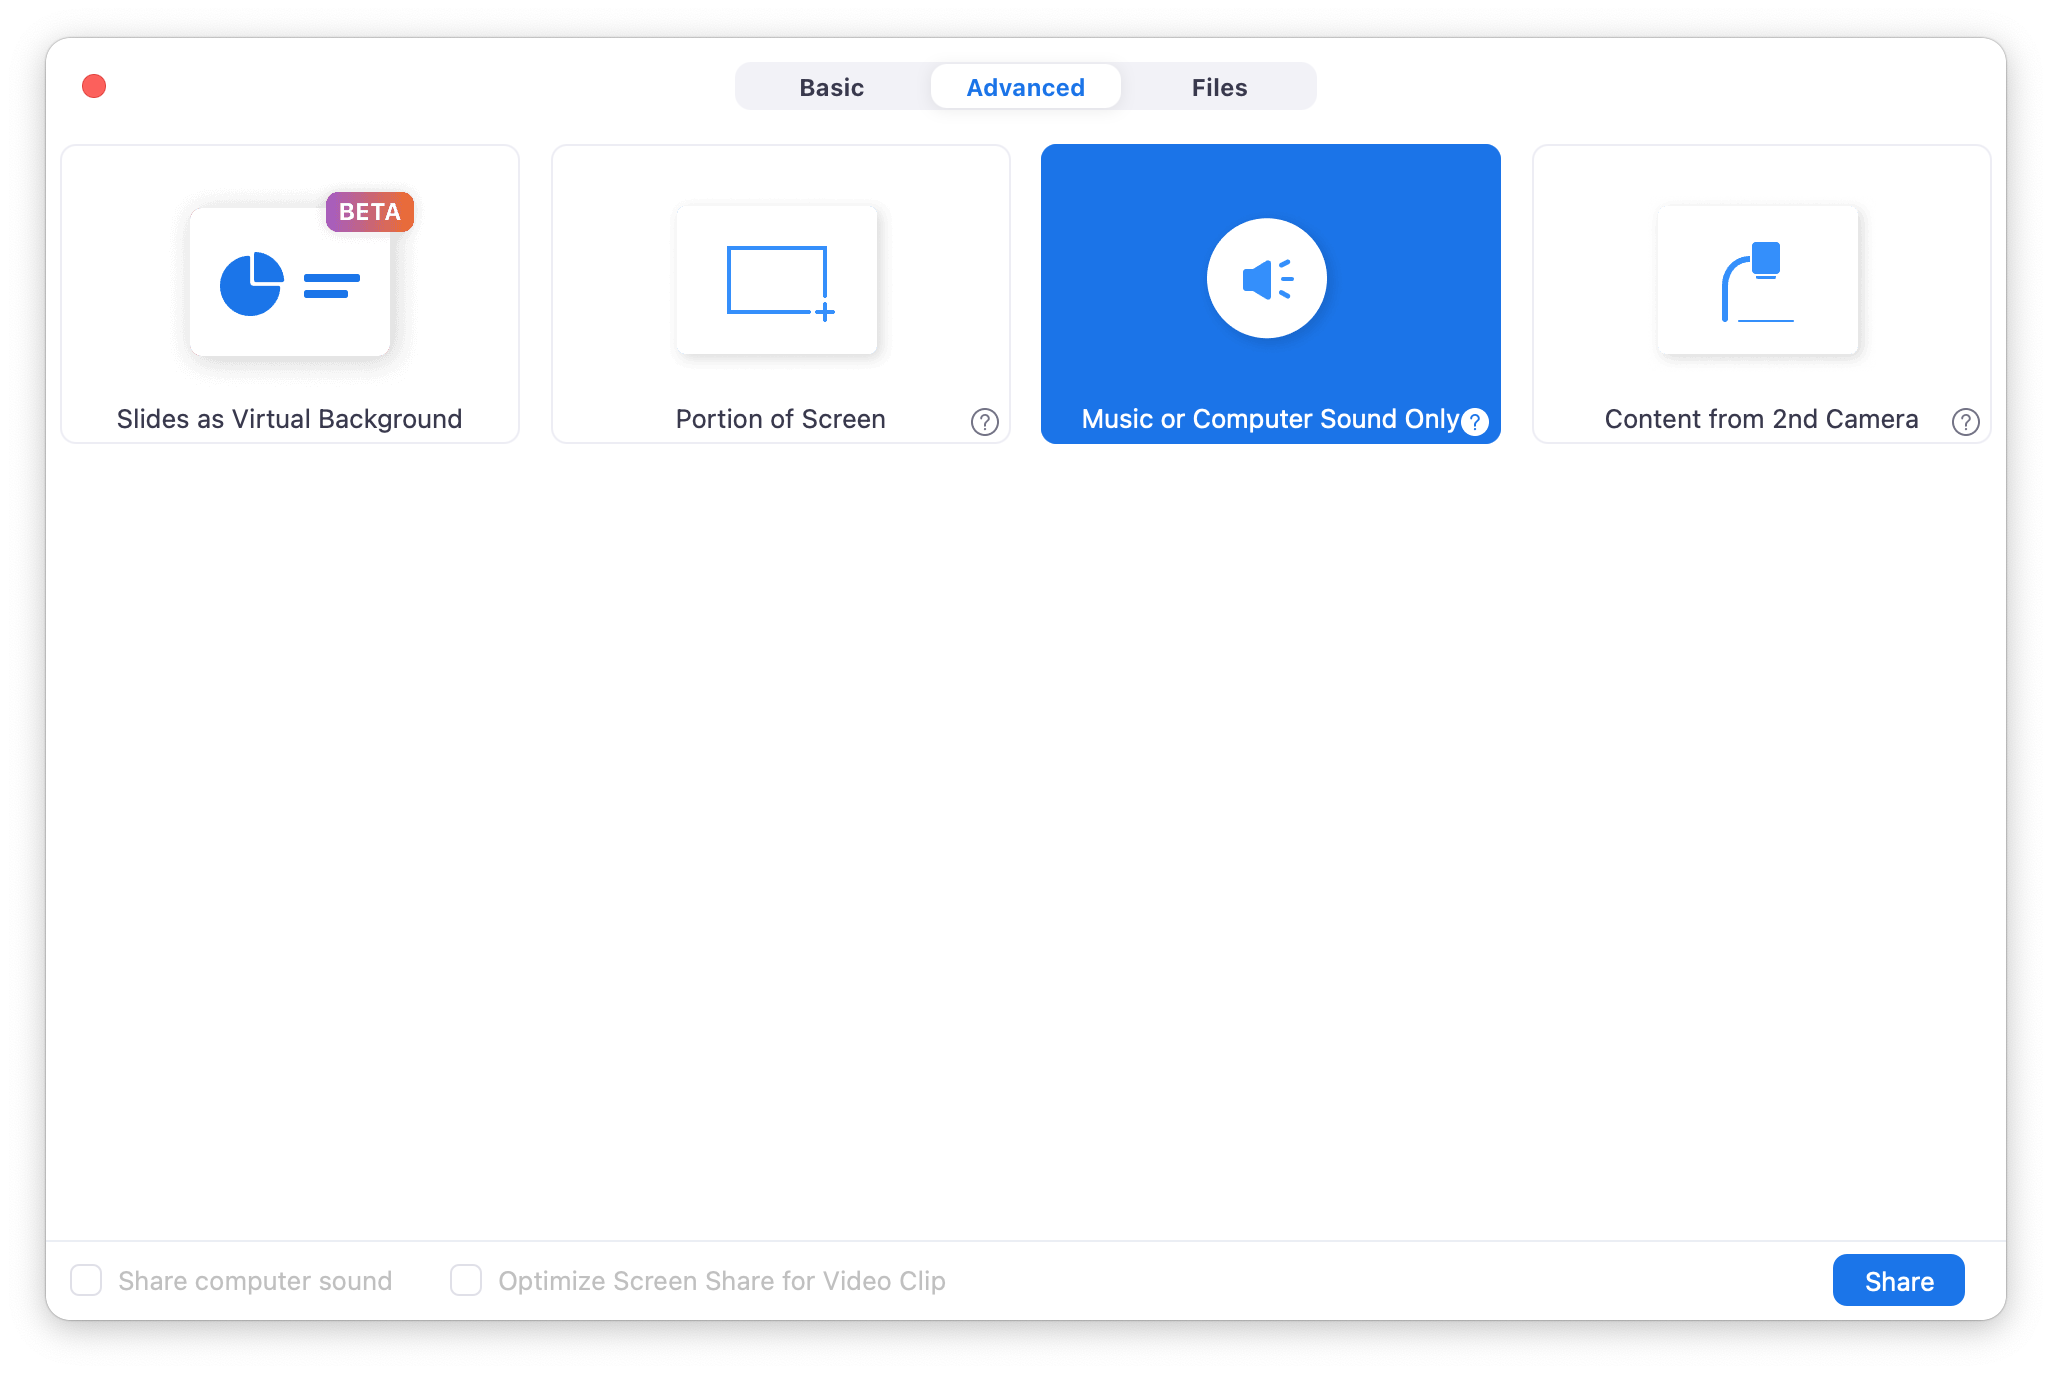 Basic
Advanced
Files
BETA
Slides as Virtual Background
Portion of Screen
?
Music or Computer Sound Only
?
Content from 2nd Camera
?
Share computer sound
Optimize Screen Share for Video Clip
Share